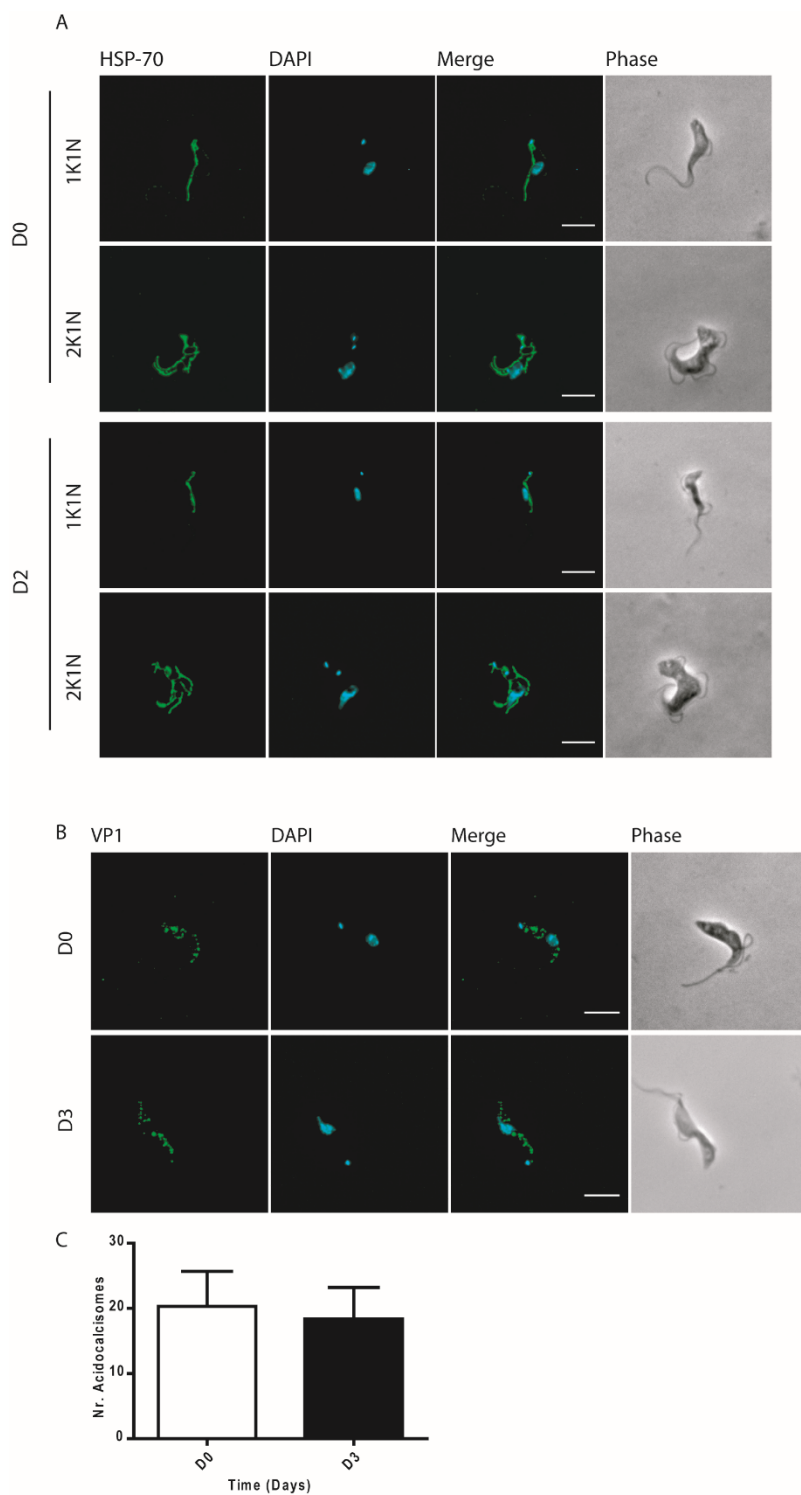 A
HSP-70 DAPI Merge Phase
D0
1K1N
2K1N
D2
1K1N
2K1N
B
VP1 DAPI Merge Phase
D0
D3
C
Nr. Acidocalcisomes
30
20
10
0
D0 D3
Time (Days)